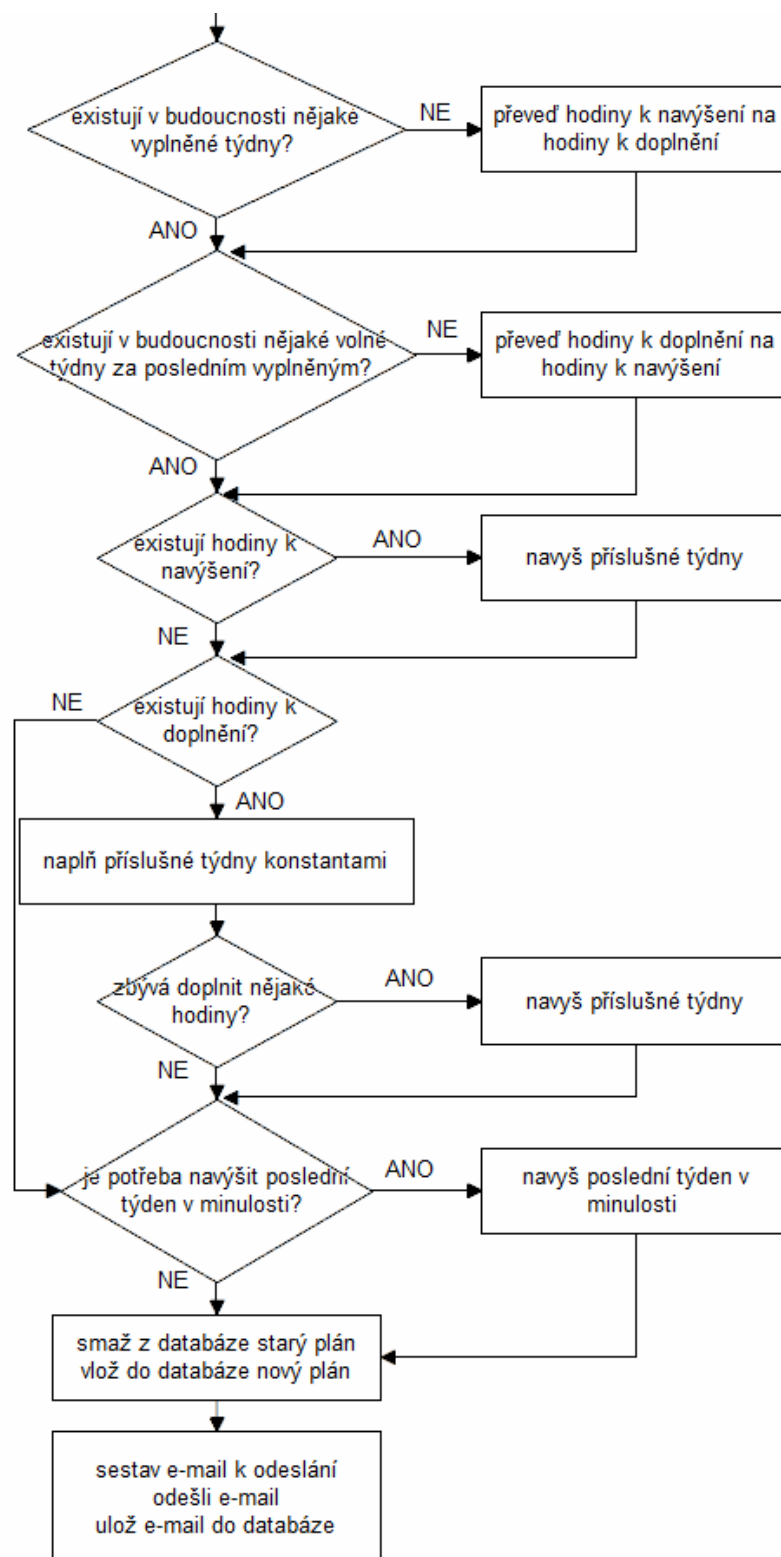 existují v budoucnosti nějaké
vyplněné týdny?
NE
převeď hodiny k navýšení na
hodiny k doplnění
ANO
existují v budoucnosti nějaké volné
týdny za posledním vyplněným?
NE
převeď hodiny k doplnění na
hodiny k navýšení
ANO
existují hodiny k
navýšení?
ANO
navyš příslušné týdny
NE
existují hodiny k
doplnění?
NE
ANO
naplň příslušné týdny konstantami
zbývá doplnit nějaké
hodiny?
ANO
navyš příslušné týdny
NE
je potřeba navýšit poslední
týden v minulosti?
ANO
navyš poslední týden v
minulosti
NE
smaž z databáze starý plán
vlož do databáze nový plán
sestav e-mail k odeslání
odešli e-mail
ulož e-mail do databáze